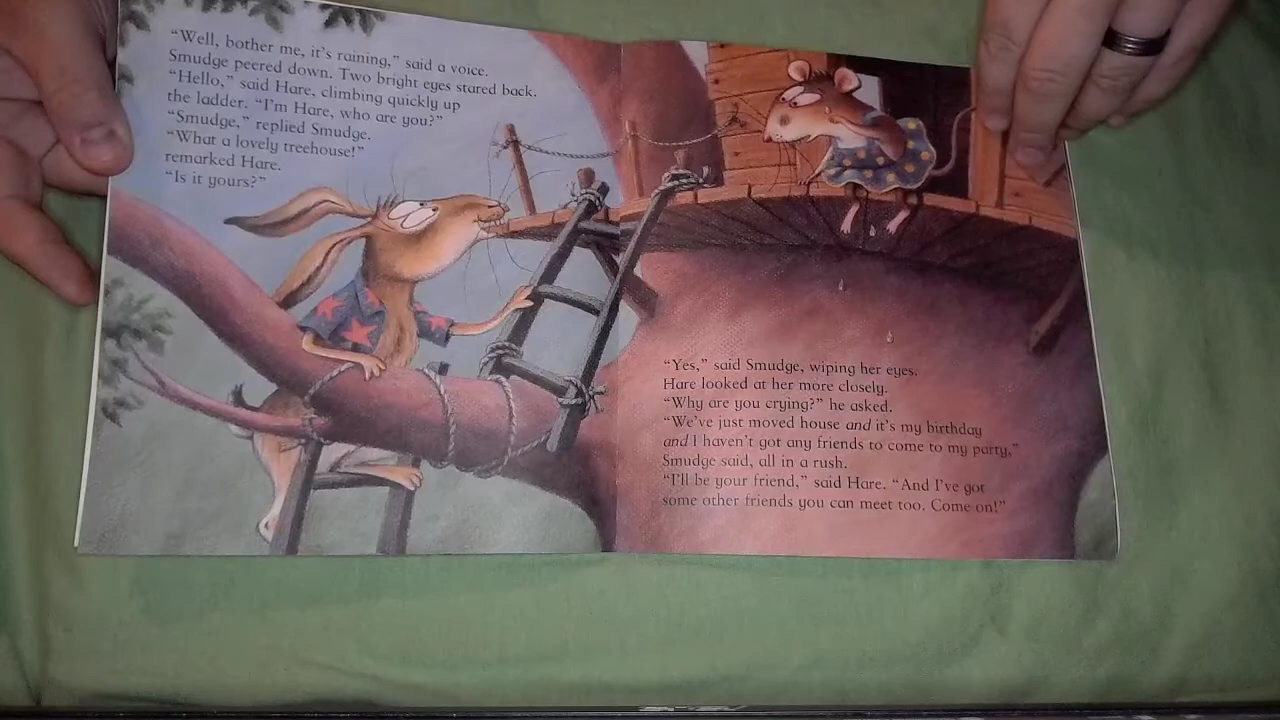 “Well, bother me, it’s raining,” said a voice.
Smudge peered down. Two bright eyes stared back.
“Hello,” said Hare, climbing quickly up
the ladder. “I’m Hare, who are you?”
“Smudge,” replied Smudge.
“What a lovely treehouse!”
remarked Hare.
“Is it yours?”
“Yes,” said Smudge, wiping her eyes.
Hare looked at her more closely.
“Why are you crying?” he asked.
“We’ve just moved house and it’s my birthday
and I haven’t got any friends to come to my party,”
Smudge said, all in a rush.
“I’ll be your friend,” said Hare. “And I’ve got
some other friends you can meet too. Come on!”